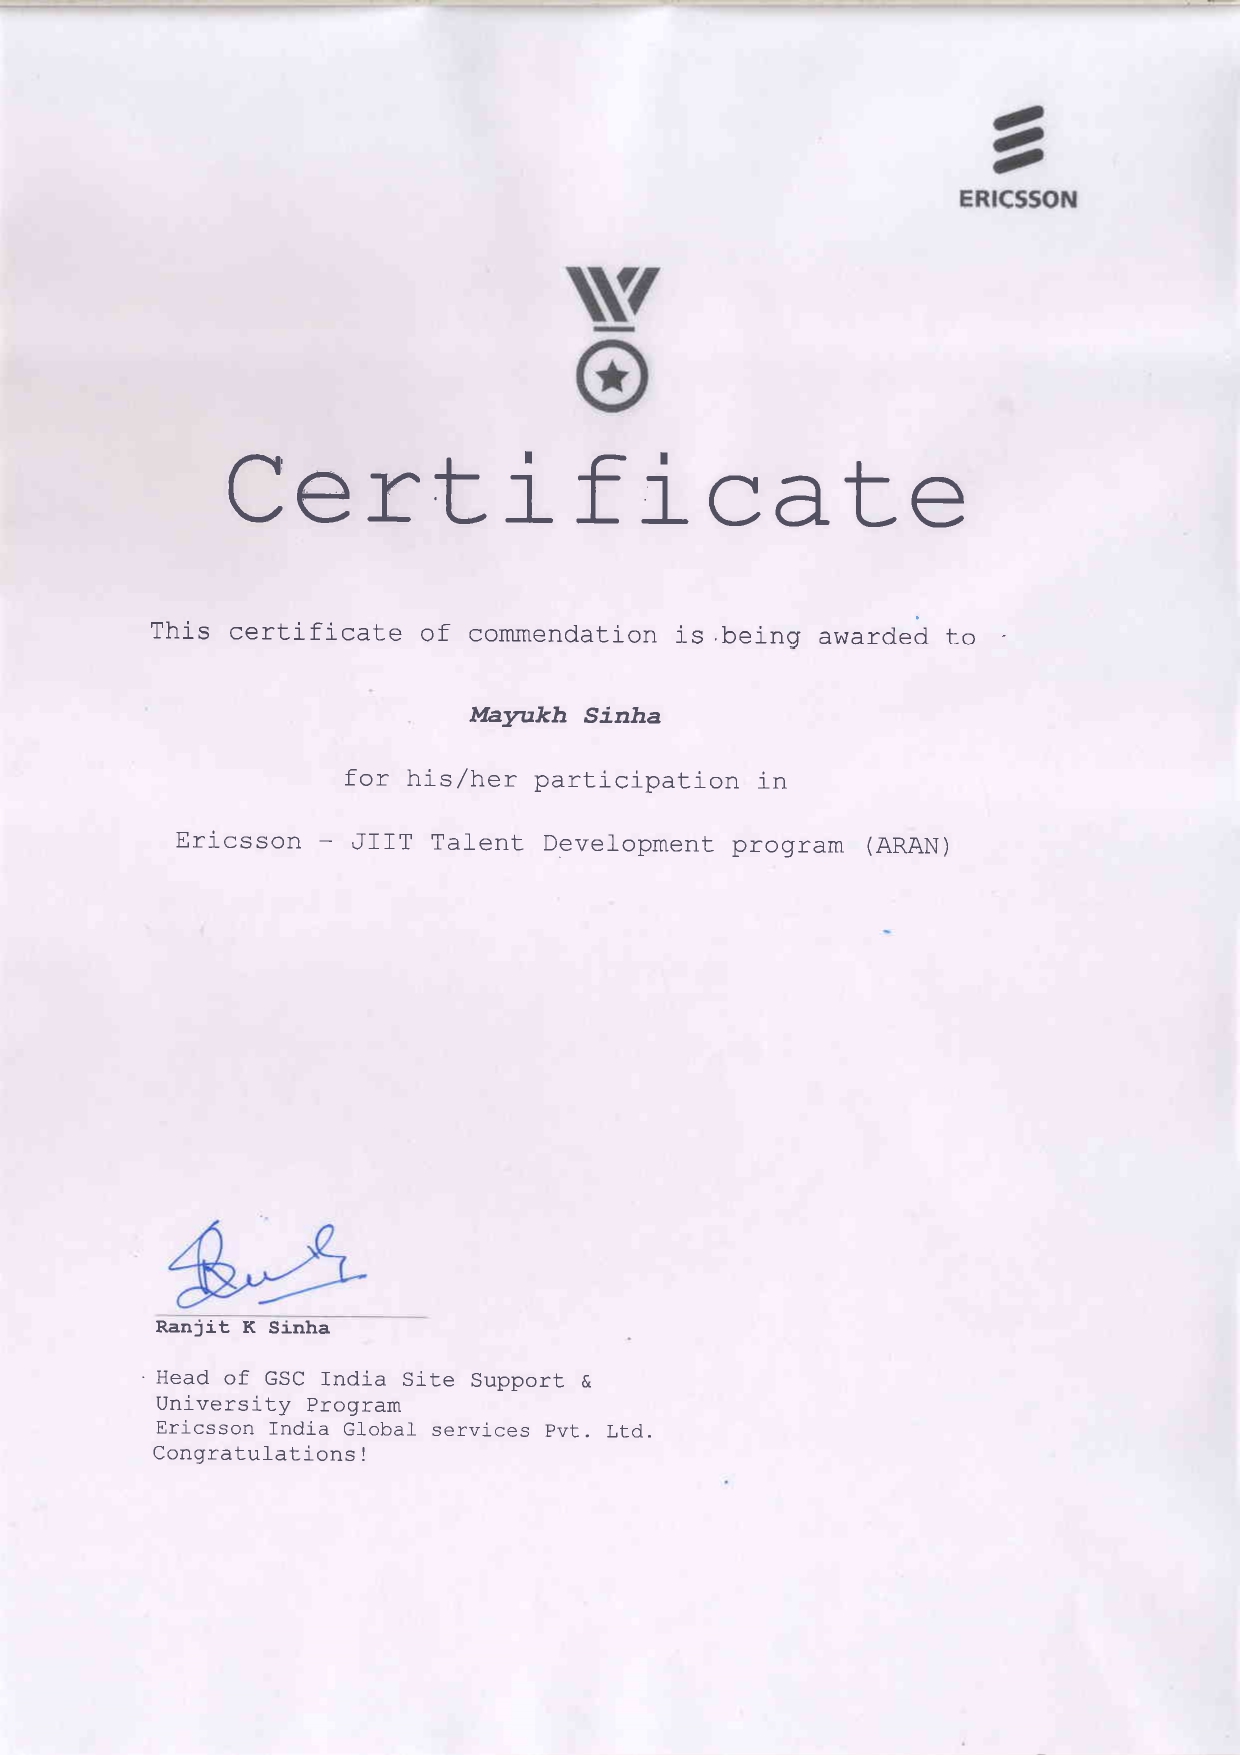 ERICSSON
Certificate
This certificate of commendation is being awarded to
Mayukh Sinha
for his/her participation in
Ericsson - JIIT Talent Development program (ARAN)
Ranjit K Sinha
Head of GSC India Site Support &
University Program
Ericsson India Global services Pvt. Ltd.
Congratulations!